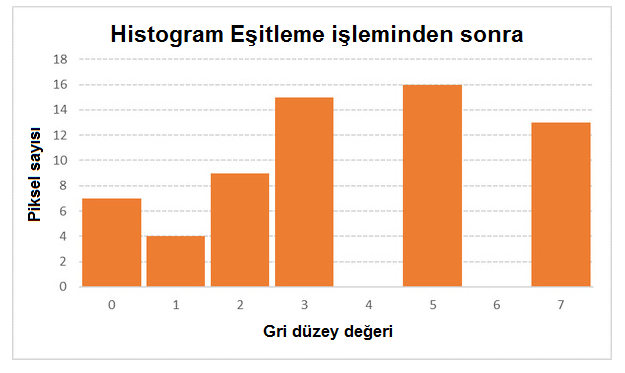 Histogram Eşitleme işleminden sonra
18
16
14
12
10
8
6
4
2
0
Piksel sayısı
0 1 2 3 4 5 6 7
Gri düzey değeri